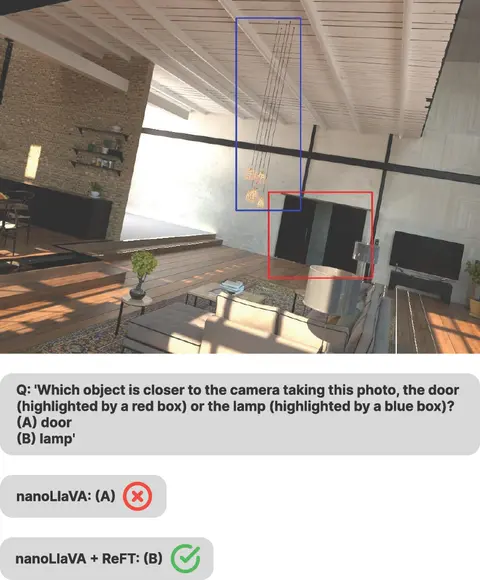 Q: 'Which object is closer to the camera taking this photo, the door
(highlighted by a red box) or the lamp (highlighted by a blue box)?
(A) door
(B) lamp'
nanoLlaVA: (A)
nanoLlaVA + ReFT: (B)